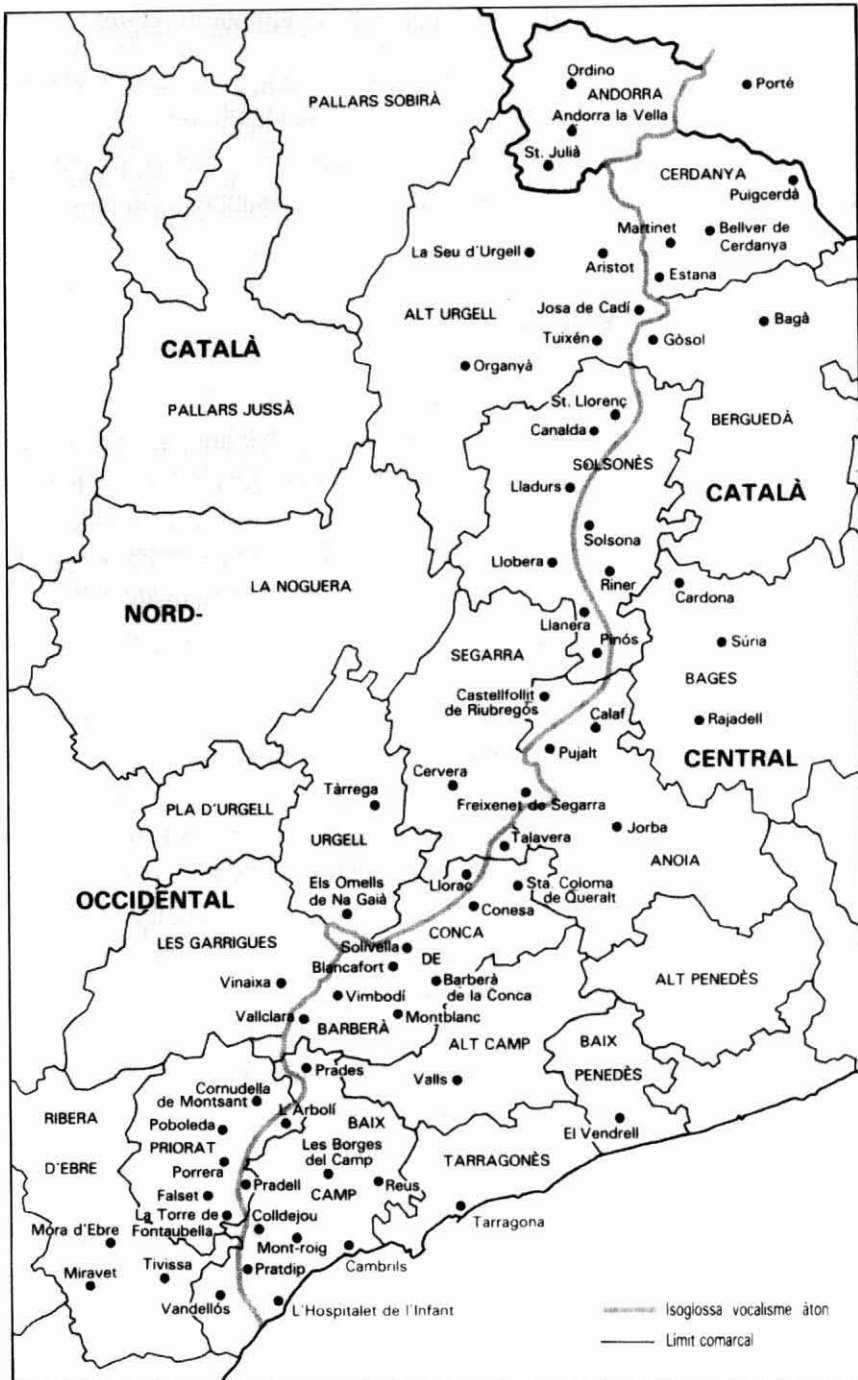 Ordino
ANDORRA
Porté
PALLARS SOBIRÀ
Andorra la Vella
St. Julià
CERDANYA
Puigcerdà
Martinet
Bellver de
Cerdanya
La Seu d'Urgell
Aristot
Estana
ALT URGELL
Josa de Cadí
Bagà
CATALÀ
Tuixén
Gòsol
Organyà
PALLARS JUSSÀ
St. Llorenç
BERGUEDÀ
Canalda
SOLSONÈS
Lladurs
CATALÀ
Solsona
Llobera
Riner
LA NOGUERA
Cardona
NORD-
Llanera
Pinós
Súria
SEGARRA
BAGES
Castellfollit
de Riubregós
Calaf
Rajadell
Pujalt
CENTRAL
Cervera
Tàrrega
Freixenet de Segarra
PLA D'URGELL
URGELL
Jorba
Talavera
ANOIA
Els Omells
de Na Gaià
Llorac
Sta. Coloma
de Queralt
OCCIDENTAL
Conesa
LES GARRIGUES
CONCA
Solivella
DE
Blancafort
ALT PENEDÈS
Vinaixa
Barberà
de la Conca
Vimbodí
Vallclara
Montblanc
BARBERÀ
ALT CAMP
BAIX
PENEDÈS
Prades
Valls
Cornudella
de Montsant
RIBERA
L'Arbolí
BAIX
Poboleda
El Vendrell
PRIORAT
Les Borges
del Camp
TARRAGONÈS
D'EBRE
Porrera
Pradell
CAMP
Reus
Falset
La Torre de
Fontaubella
Colldejou
Tarragona
Móra d'Ebre
Mont-roig
Cambrils
Tivissa
Pratdip
Miravet
Vandellós
L'Hospitalet de l'Infant
Isoglossa vocalisme àton
Límit comarcal